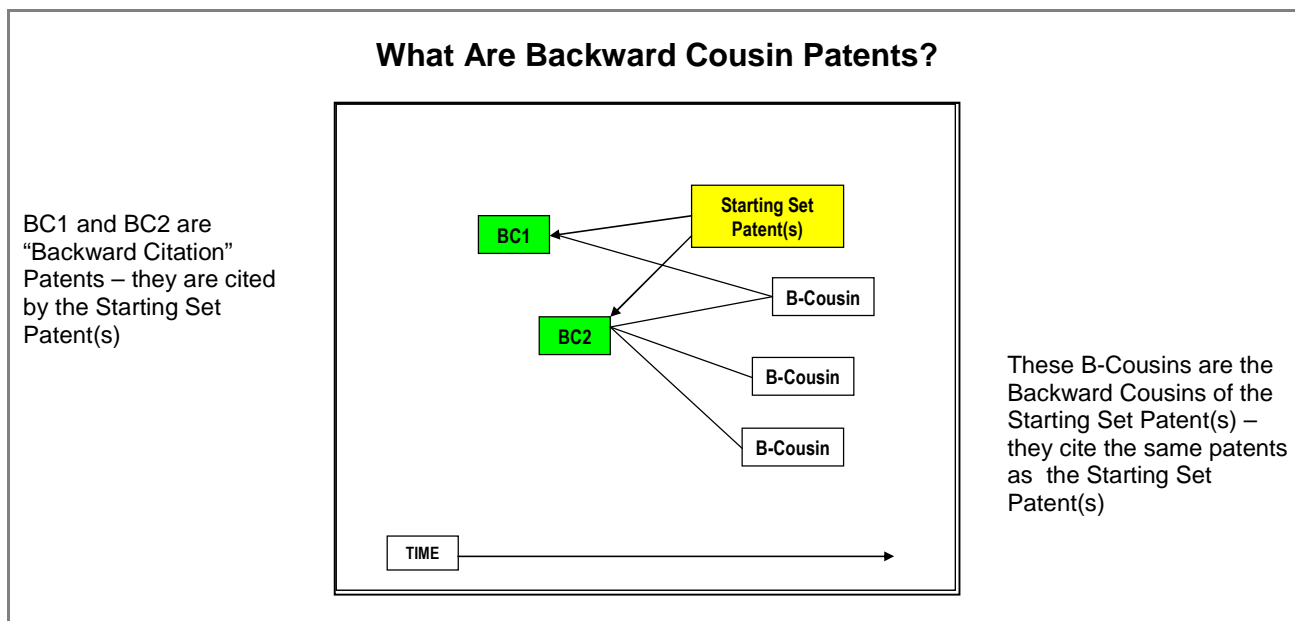 What Are Backward Cousin Patents?
BC1 and BC2 are
“Backward Citation”
Patents – they are cited
by the Starting Set
Patent(s)
Starting Set
Patent(s)
BC1
B-Cousin
BC2
B-Cousin
B-Cousin
These B-Cousins are the
Backward Cousins of the
Starting Set Patent(s) –
they cite the same patents
as the Starting Set
Patent(s)
TIME